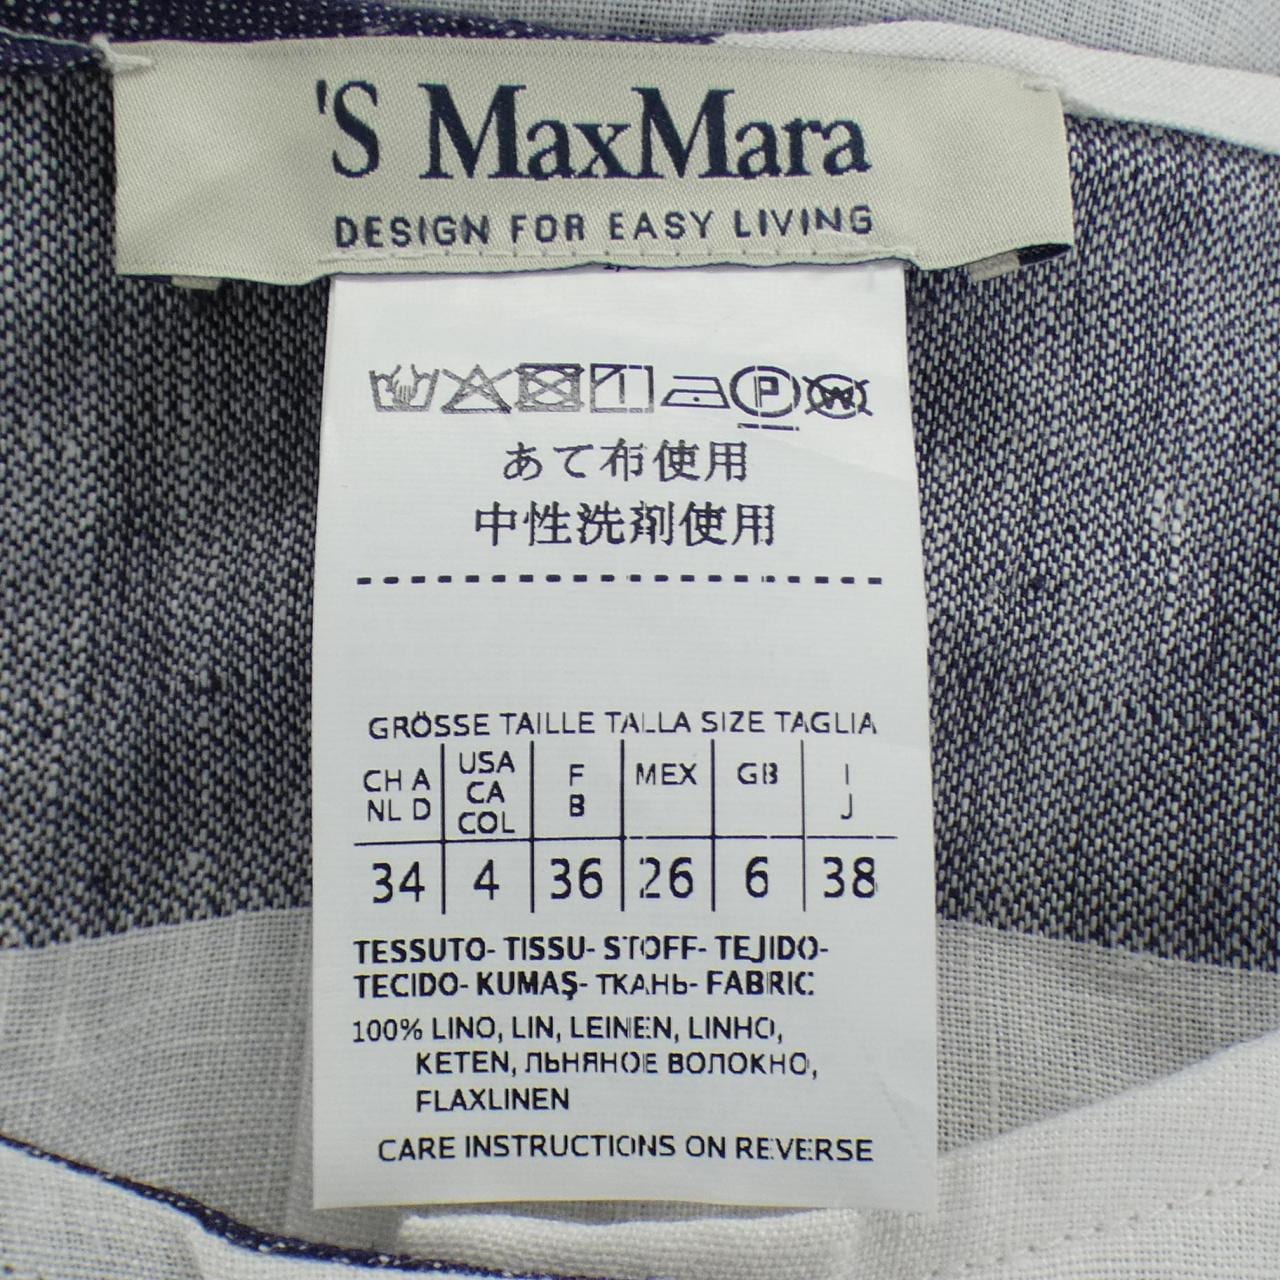 'S MaxMara
DESIGN FOR EASY LIVING
あて布使用
中性洗剤使用
GRÖSSE TAILLE TALLA SIZE TAGLIA
CH A NL D USA CA COL F B MEX GB I J
34 4 36 26 6 38
TESSUTO- TISSU- STOFF- TEJIDO-
TECIDO- KUMAŞ- ТКАНЬ- FABRIC:
100% LINO, LIN, LEINEN, LINHO,
KETEN, ЛЬНЯНОЕ ВОЛОКНО,
FLAXLINEN
CARE INSTRUCTIONS ON REVERSE